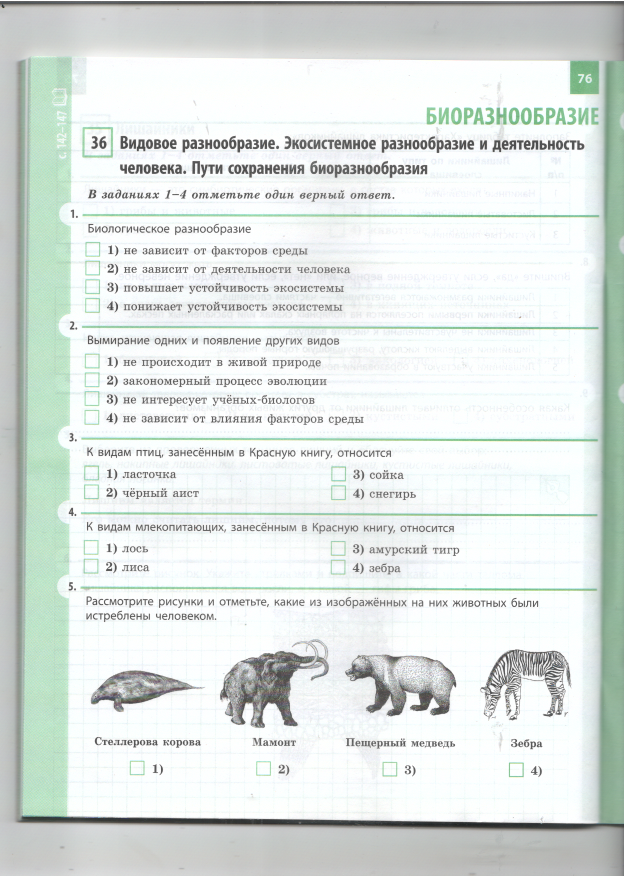 76
с. 142–147
БИОРАЗНООБРАЗИЕ
36 Видовое разнообразие. Экосистемное разнообразие и деятельность
человека. Пути сохранения биоразнообразия
В заданиях 1–4 отметьте один верный ответ.
1.
Биологическое разнообразие
1) не зависит от факторов среды
2) не зависит от деятельности человека
3) повышает устойчивость экосистемы
4) понижает устойчивость экосистемы
2.
Вымирание одних и появление других видов
1) не происходит в живой природе
2) закономерный процесс эволюции
3) не интересует учёных-биологов
4) не зависит от влияния факторов среды
3.
К видам птиц, занесённым в Красную книгу, относится
1) ласточка
2) чёрный аист
3) сойка
4) снегирь
4.
К видам млекопитающих, занесённым в Красную книгу, относится
1) лось
2) лиса
3) амурский тигр
4) зебра
5.
Рассмотрите рисунки и отметьте, какие из изображённых на них животных были
истреблены человеком.
Стеллерова корова Мамонт Пещерный медведь Зебра
1) 2) 3) 4)